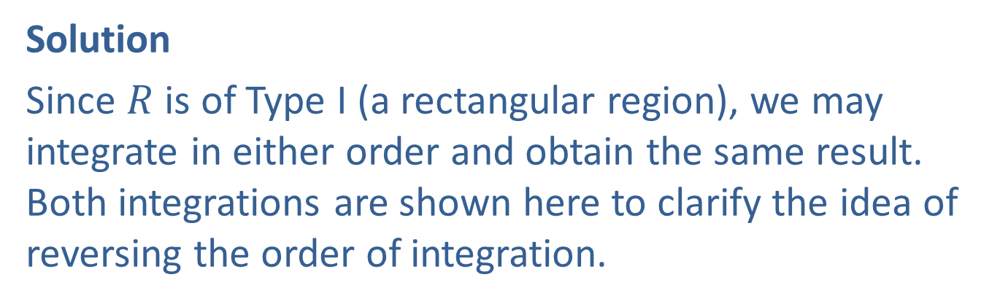 Solution
Since R is of Type I (a rectangular region), we may
integrate in either order and obtain the same result.
Both integrations are shown here to clarify the idea of
reversing the order of integration.